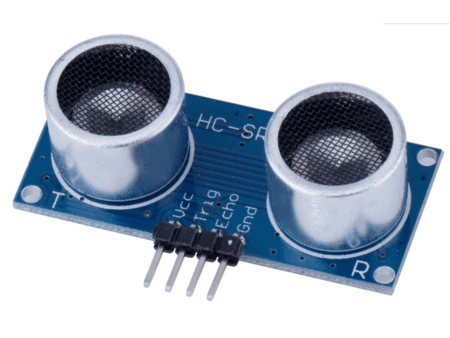 HC-SR
T
Vcc
Trig
Echo
Gnd
R